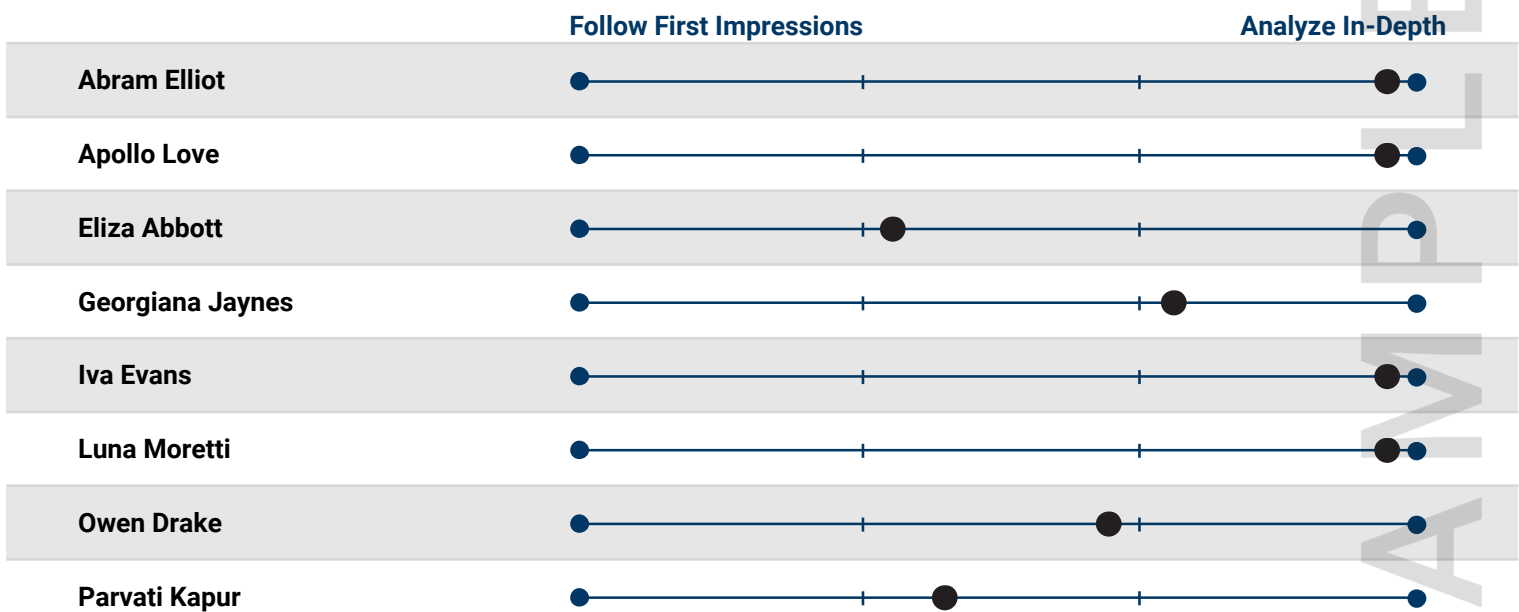 Follow First Impressions Analyze In-Depth
Abram Elliot
Apollo Love
Eliza Abbott
Georgiana Jaynes
Iva Evans
Luna Moretti
Owen Drake
Parvati Kapur
A M P L E